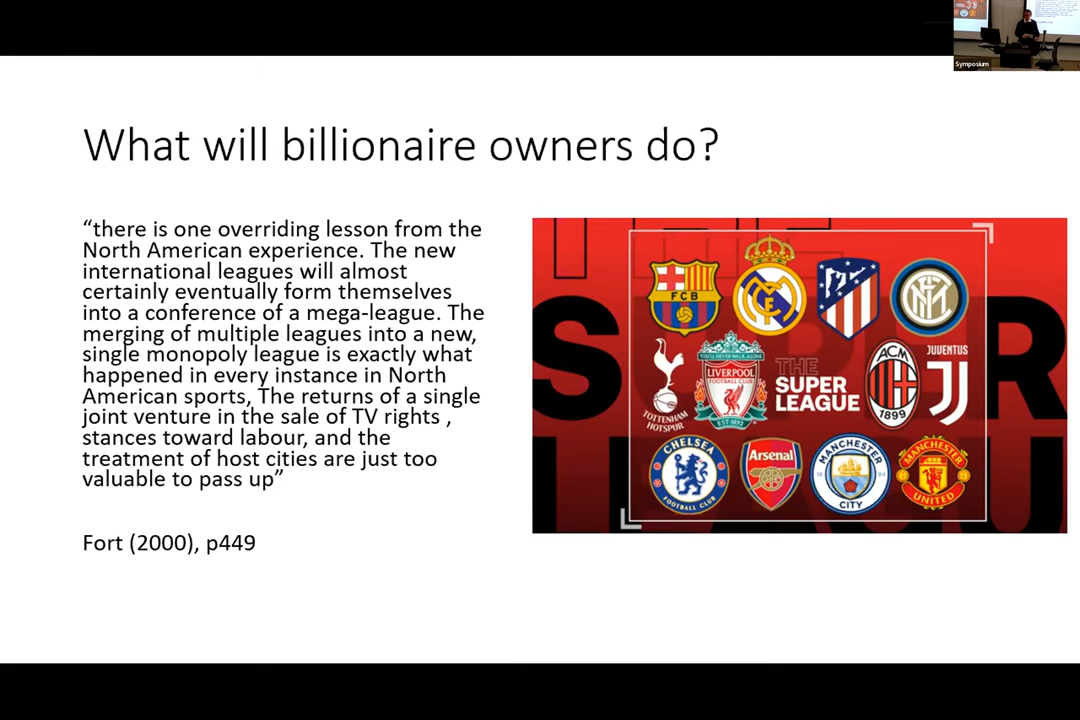 Symposium
What will billionaire owners do?
“there is one overriding lesson from the
North American experience. The new
international leagues will almost
certainly eventually form themselves
into a conference of a mega-league. The
merging of multiple leagues into a new,
single monopoly league is exactly what
happened in every instance in North
American sports, The returns of a single
joint venture in the sale of TV rights ,
stances toward labour, and the
treatment of host cities are just too
valuable to pass up”
Fort (2000), p449
FCB
TOTTENHAM
HOTSPUR
YOU'LL NEVER WALK ALONE
LIVERPOOL
FOOTBALL CLUB
EST·1892
THE
SUPER
LEAGUE
ACM
1899
JUVENTUS
CHELSEA
FOOTBALL CLUB
Arsenal
MANCHESTER
CITY
MANCHESTER
UNITED